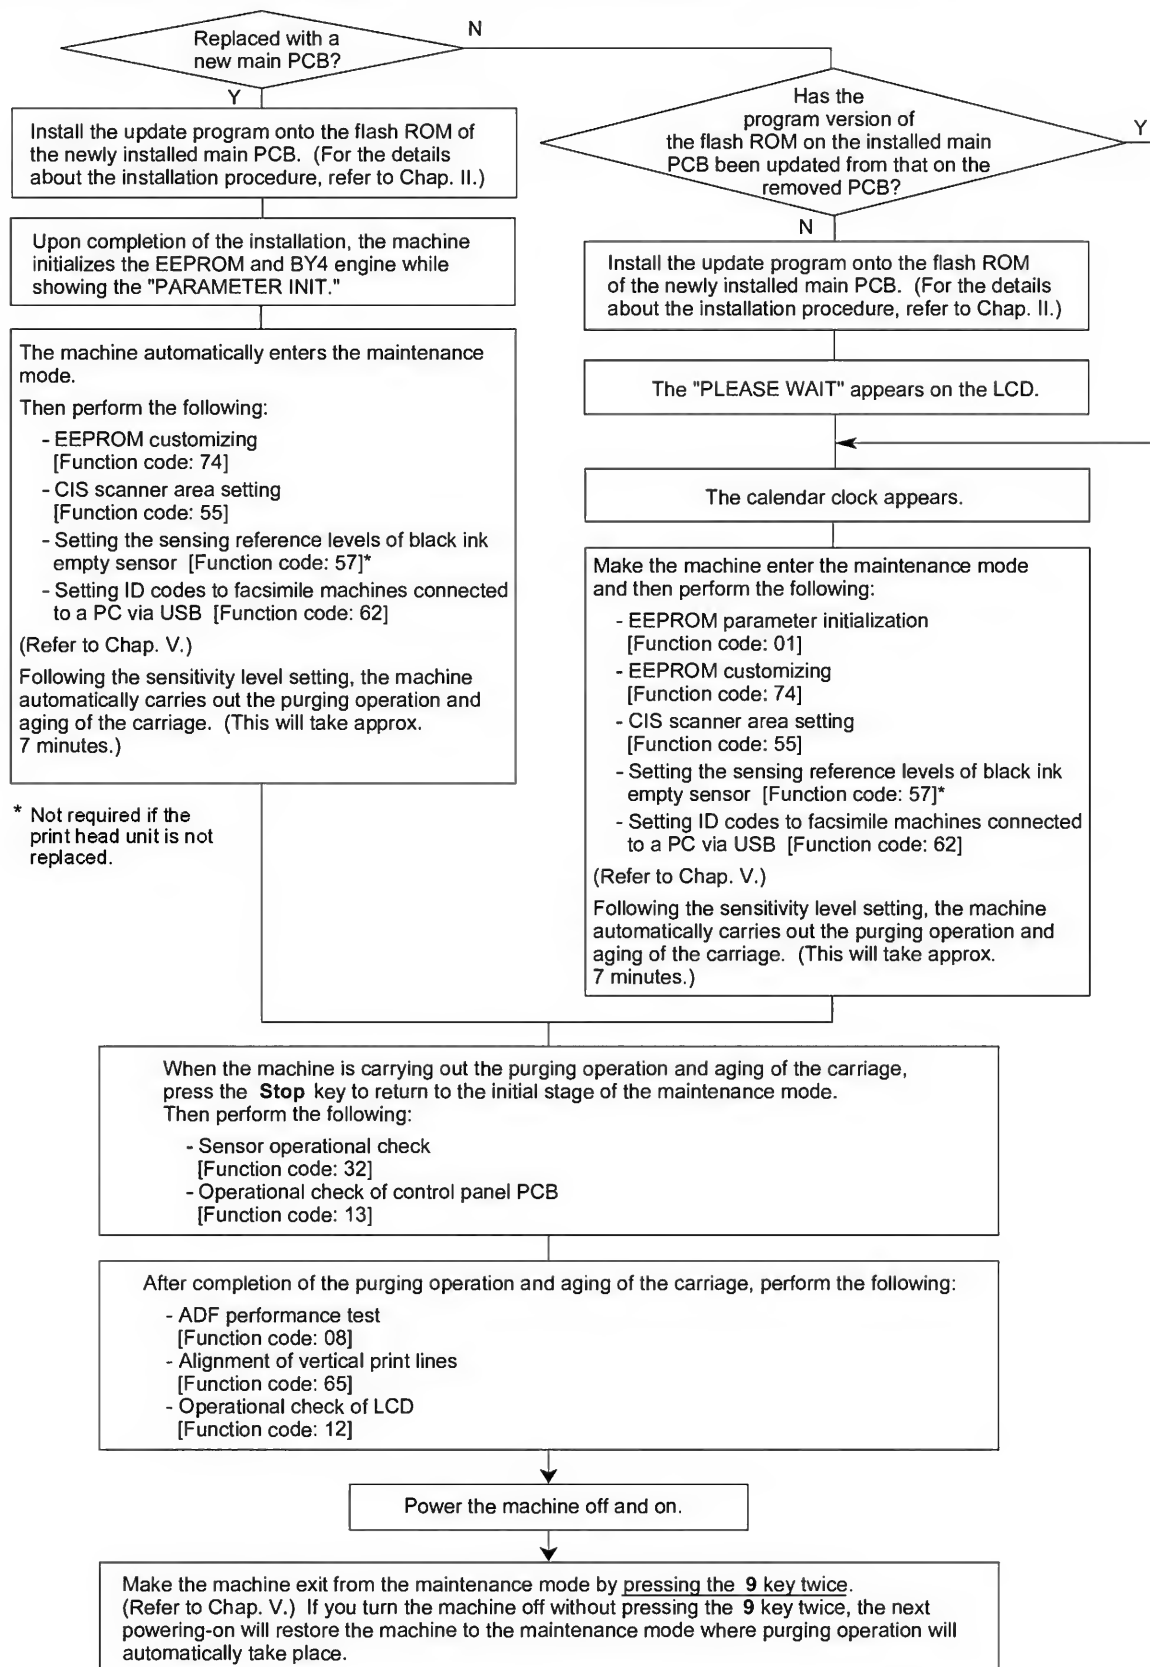 Replaced with a
new main PCB?
N
Y
Install the update program onto the flash ROM of
the newly installed main PCB. (For the details
about the installation procedure, refer to Chap. II.)
Upon completion of the installation, the machine
initializes the EEPROM and BY4 engine while
showing the "PARAMETER INIT."
The machine automatically enters the maintenance
mode.
Then perform the following:
- EEPROM customizing
[Function code: 74]
- CIS scanner area setting
[Function code: 55]
- Setting the sensing reference levels of black ink
empty sensor [Function code: 57]*
- Setting ID codes to facsimile machines connected
to a PC via USB [Function code: 62]
(Refer to Chap. V.)
Following the sensitivity level setting, the machine
automatically carries out the purging operation and
aging of the carriage. (This will take approx.
7 minutes.)
* Not required if the
print head unit is not
replaced.
Has the
program version of
the flash ROM on the installed main
PCB been updated from that on the
removed PCB?
Y
N
Install the update program onto the flash ROM
of the newly installed main PCB. (For the details
about the installation procedure, refer to Chap. II.)
The "PLEASE WAIT" appears on the LCD.
The calendar clock appears.
Make the machine enter the maintenance mode
and then perform the following:
- EEPROM parameter initialization
[Function code: 01]
- EEPROM customizing
[Function code: 74]
- CIS scanner area setting
[Function code: 55]
- Setting the sensing reference levels of black ink
empty sensor [Function code: 57]*
- Setting ID codes to facsimile machines connected
to a PC via USB [Function code: 62]
(Refer to Chap. V.)
Following the sensitivity level setting, the machine
automatically carries out the purging operation and
aging of the carriage. (This will take approx.
7 minutes.)
When the machine is carrying out the purging operation and aging of the carriage,
press the Stop key to return to the initial stage of the maintenance mode.
Then perform the following:
- Sensor operational check
[Function code: 32]
- Operational check of control panel PCB
[Function code: 13]
After completion of the purging operation and aging of the carriage, perform the following:
- ADF performance test
[Function code: 08]
- Alignment of vertical print lines
[Function code: 65]
- Operational check of LCD
[Function code: 12]
Power the machine off and on.
Make the machine exit from the maintenance mode by pressing the 9 key twice.
(Refer to Chap. V.) If you turn the machine off without pressing the 9 key twice, the next
powering-on will restore the machine to the maintenance mode where purging operation will
automatically take place.